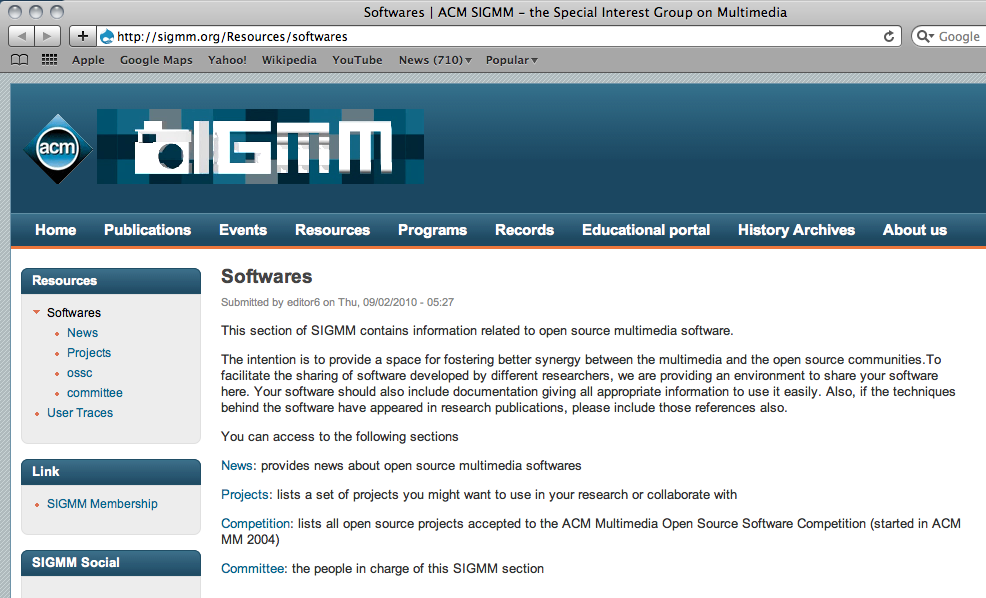 Softwares | ACM SIGMM – the Special Interest Group on Multimedia
http://sigmm.org/Resources/softwares
Google
Apple Google Maps Yahoo! Wikipedia YouTube News (710)▾ Popular▾
acm
SIGMM
Home Publications Events Resources Programs Records Educational portal History Archives About us
Resources
Softwares
News
Projects
ossc
committee
User Traces
Link
SIGMM Membership
SIGMM Social
Softwares
Submitted by editor6 on Thu, 09/02/2010 - 05:27
This section of SIGMM contains information related to open source multimedia software.
The intention is to provide a space for fostering better synergy between the multimedia and the open source communities.To
facilitate the sharing of software developed by different researchers, we are providing an environment to share your software
here. Your software should also include documentation giving all appropriate information to use it easily. Also, if the techniques
behind the software have appeared in research publications, please include those references also.
You can access to the following sections
News: provides news about open source multimedia softwares
Projects: lists a set of projects you might want to use in your research or collaborate with
Competition: lists all open source projects accepted to the ACM Multimedia Open Source Software Competition (started in ACM
MM 2004)
Committee: the people in charge of this SIGMM section